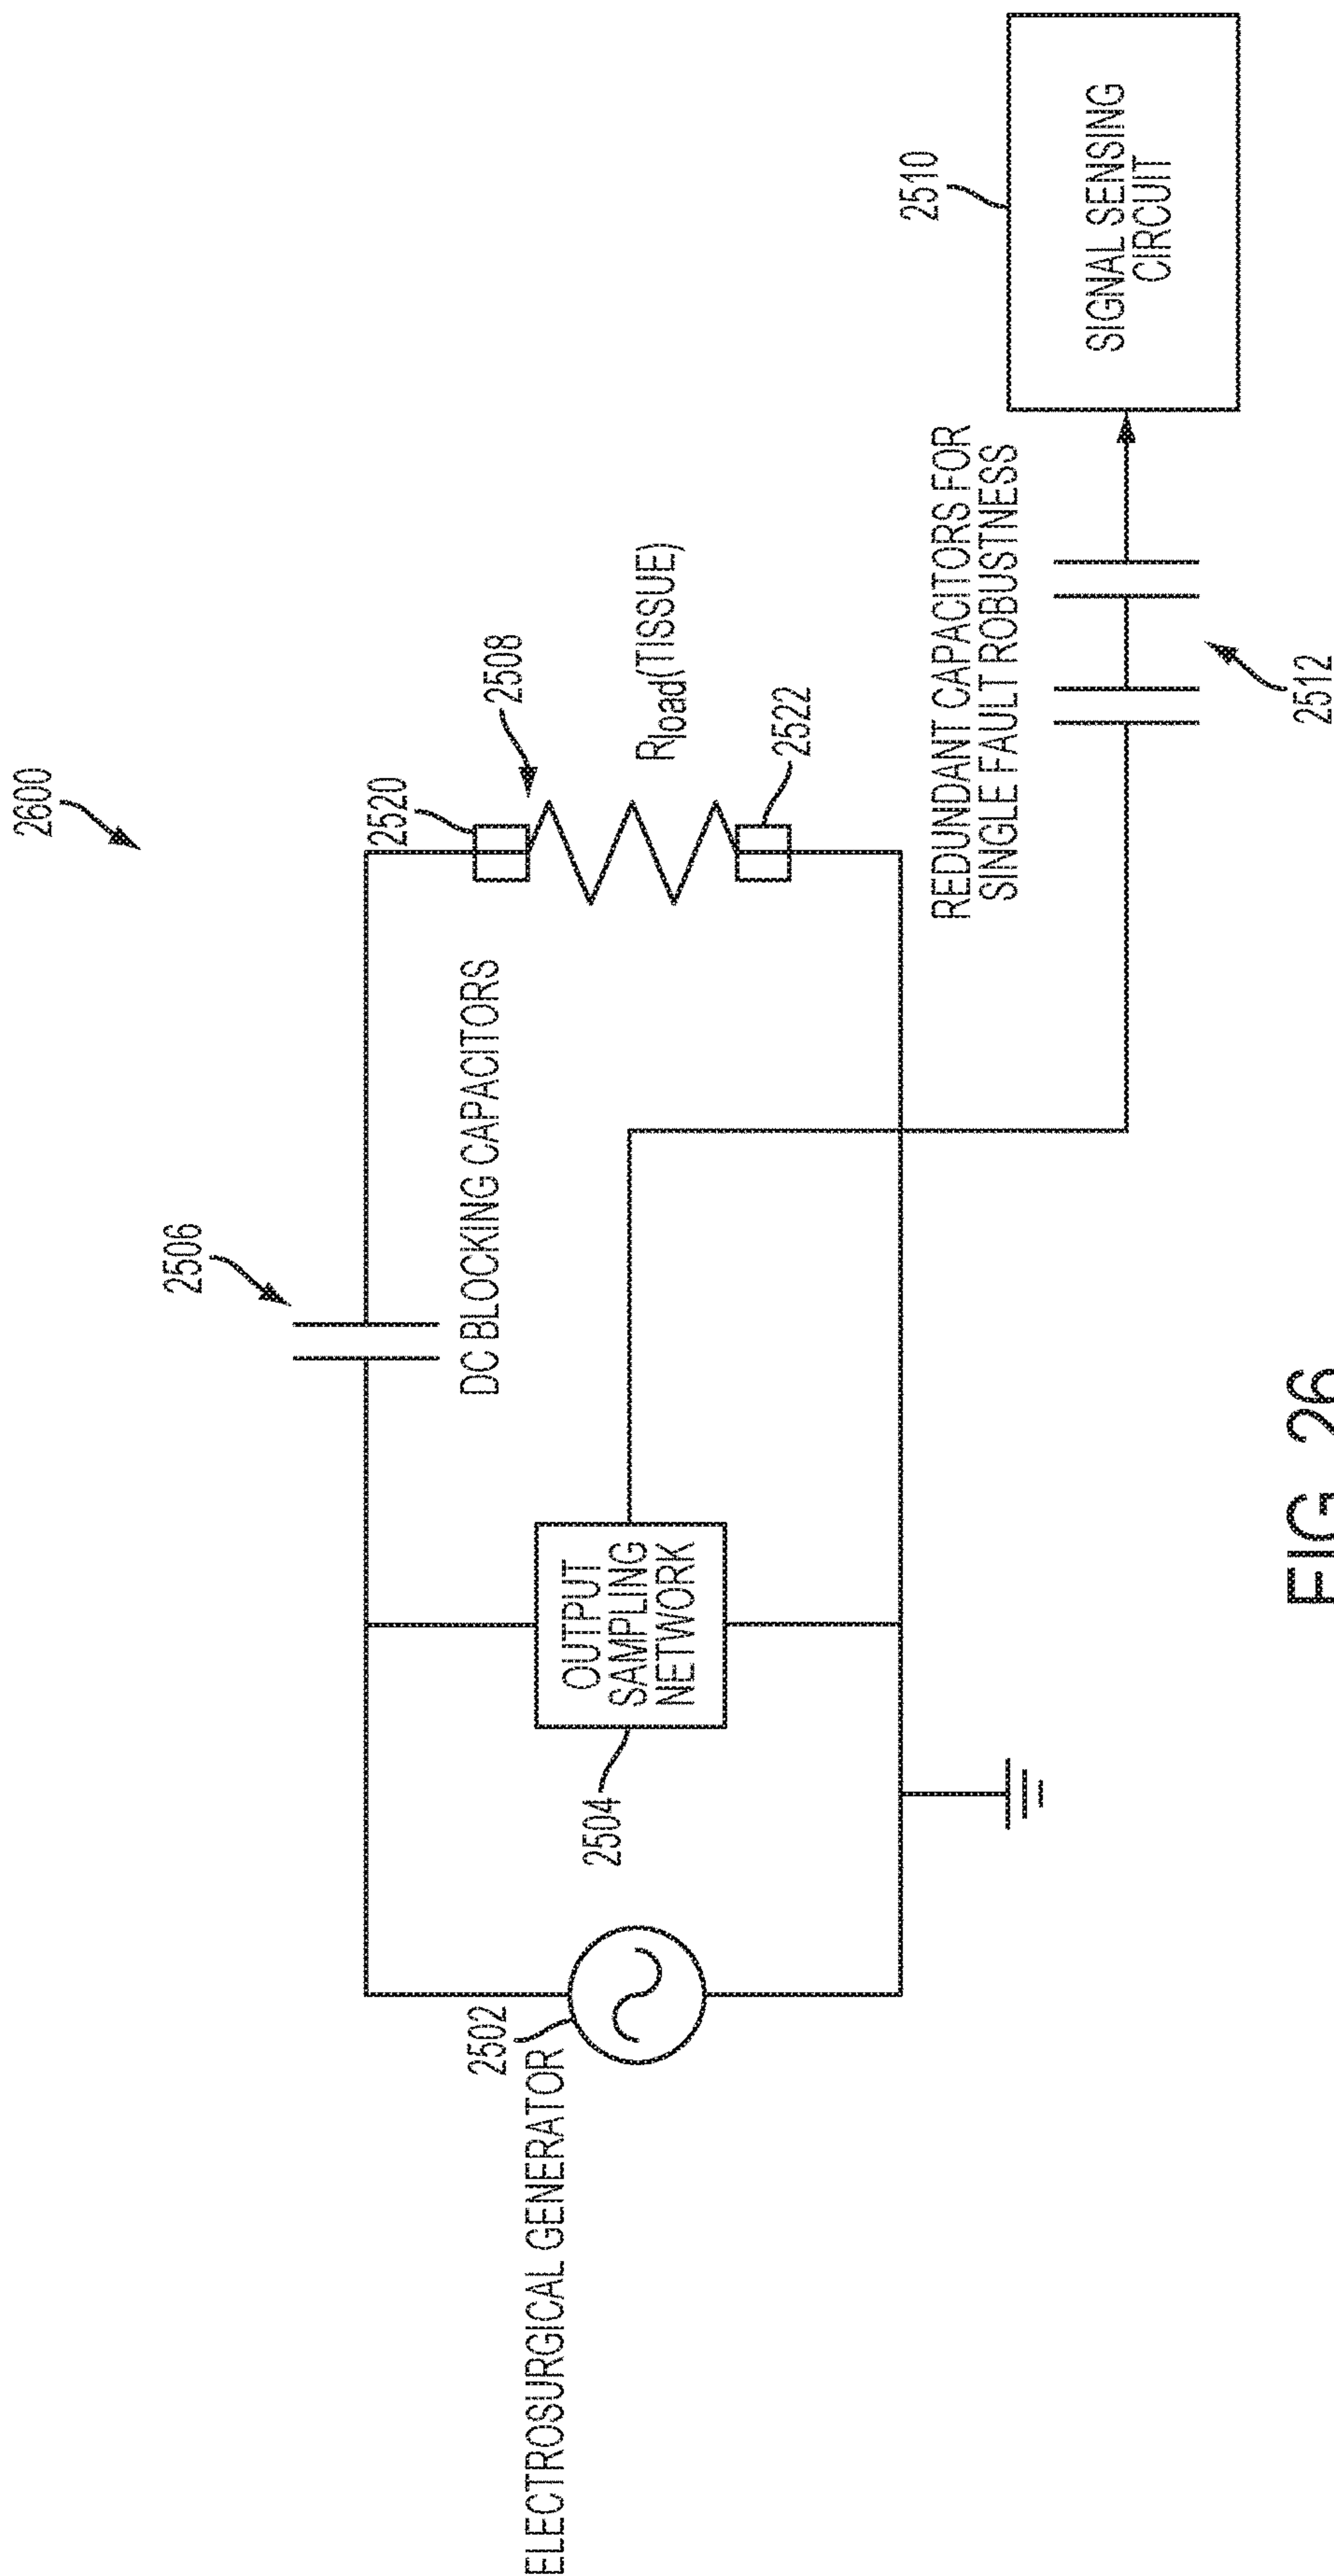 2600
2506
DC BLOCKING CAPACITORS
2520
2508
Rload(TISSUE)
2522
ELECTROSURGICAL GENERATOR
2502
2504
OUTPUT
SAMPLING
NETWORK
REDUNDANT CAPACITORS FOR
SINGLE FAULT ROBUSTNESS
2512
2510
SIGNAL SENSING
CIRCUIT
FIG. 26